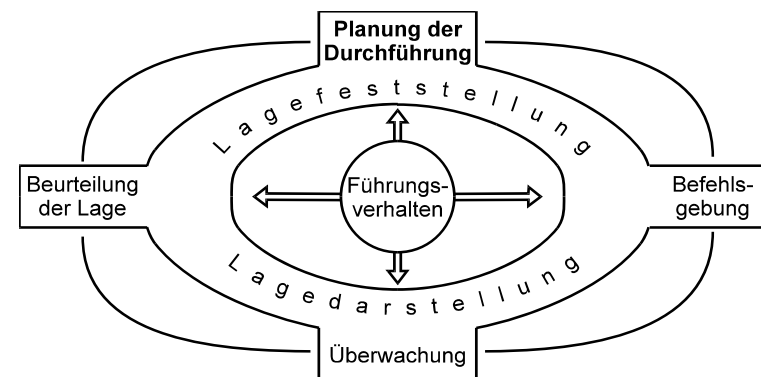 Planung der
Durchführung
Lagefeststellung
Beurteilung
der Lage
Führungs-
verhalten
Befehls-
gebung
Lagedarstellung
Überwachung